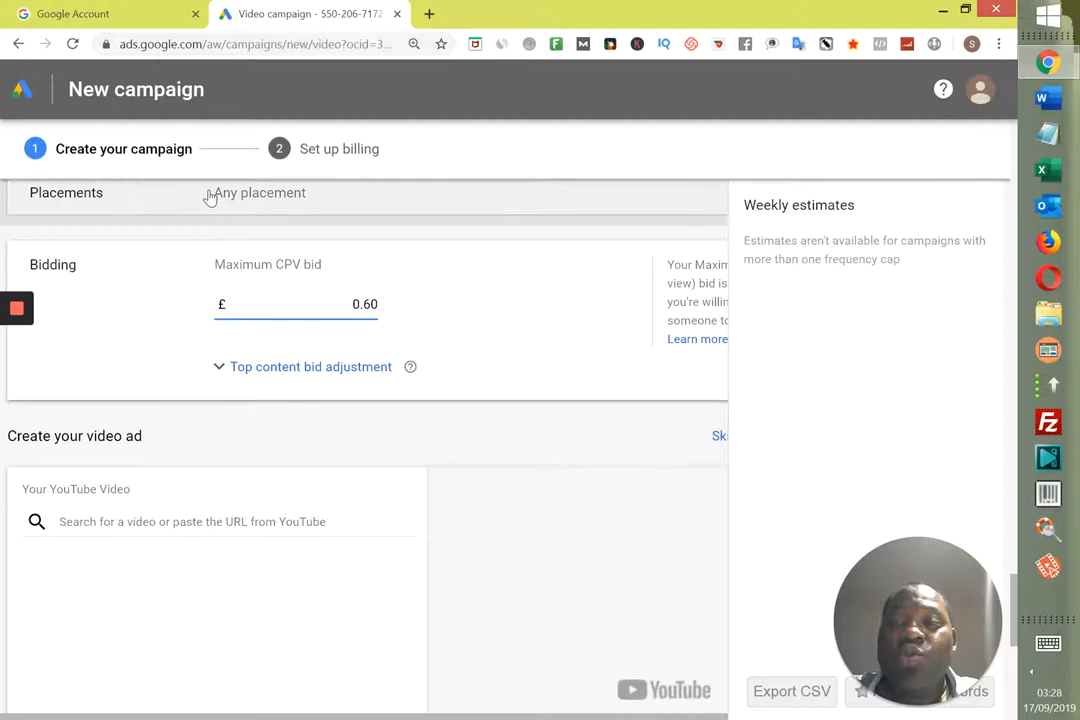 Google Account
Video campaign - 550-206-7172
ads.google.com/aw/campaigns/new/video?ocid=3...
IQ
S
New campaign
1 Create your campaign
2 Set up billing
Placements
Any placement
Weekly estimates
Estimates aren't available for campaigns with
more than one frequency cap
Bidding
Maximum CPV bid
£ 0.60
Top content bid adjustment
Your Maxim
view) bid is
you're willin
someone to
Learn more
Create your video ad
Sk
Your YouTube Video
Search for a video or paste the URL from YouTube
YouTube
Export CSV
ords
03:28
17/09/2019